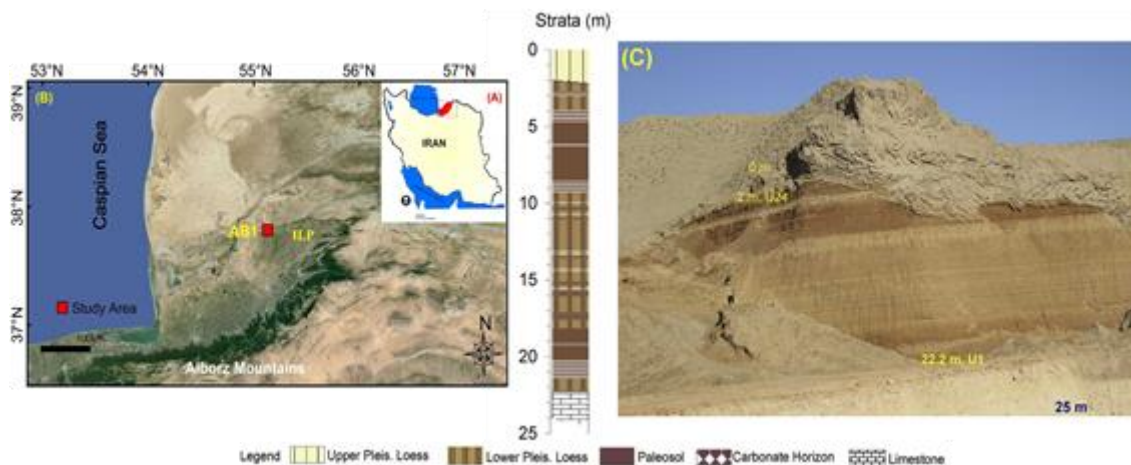 Strata (m)
53°N 54°N 55°N 56°N 57°N
39°N
38°N
37°N
(B)
Caspian Sea
AB1
ILP
Study Area
Alborz Mountains
N
(A)
IRAN
0
5
10
15
20
25
(C)
2 m. U24
22.2 m. U1
25 m
Legend Upper Pleis. Loess Lower Pleis. Loess Paleosol Carbonate Horizon Limestone